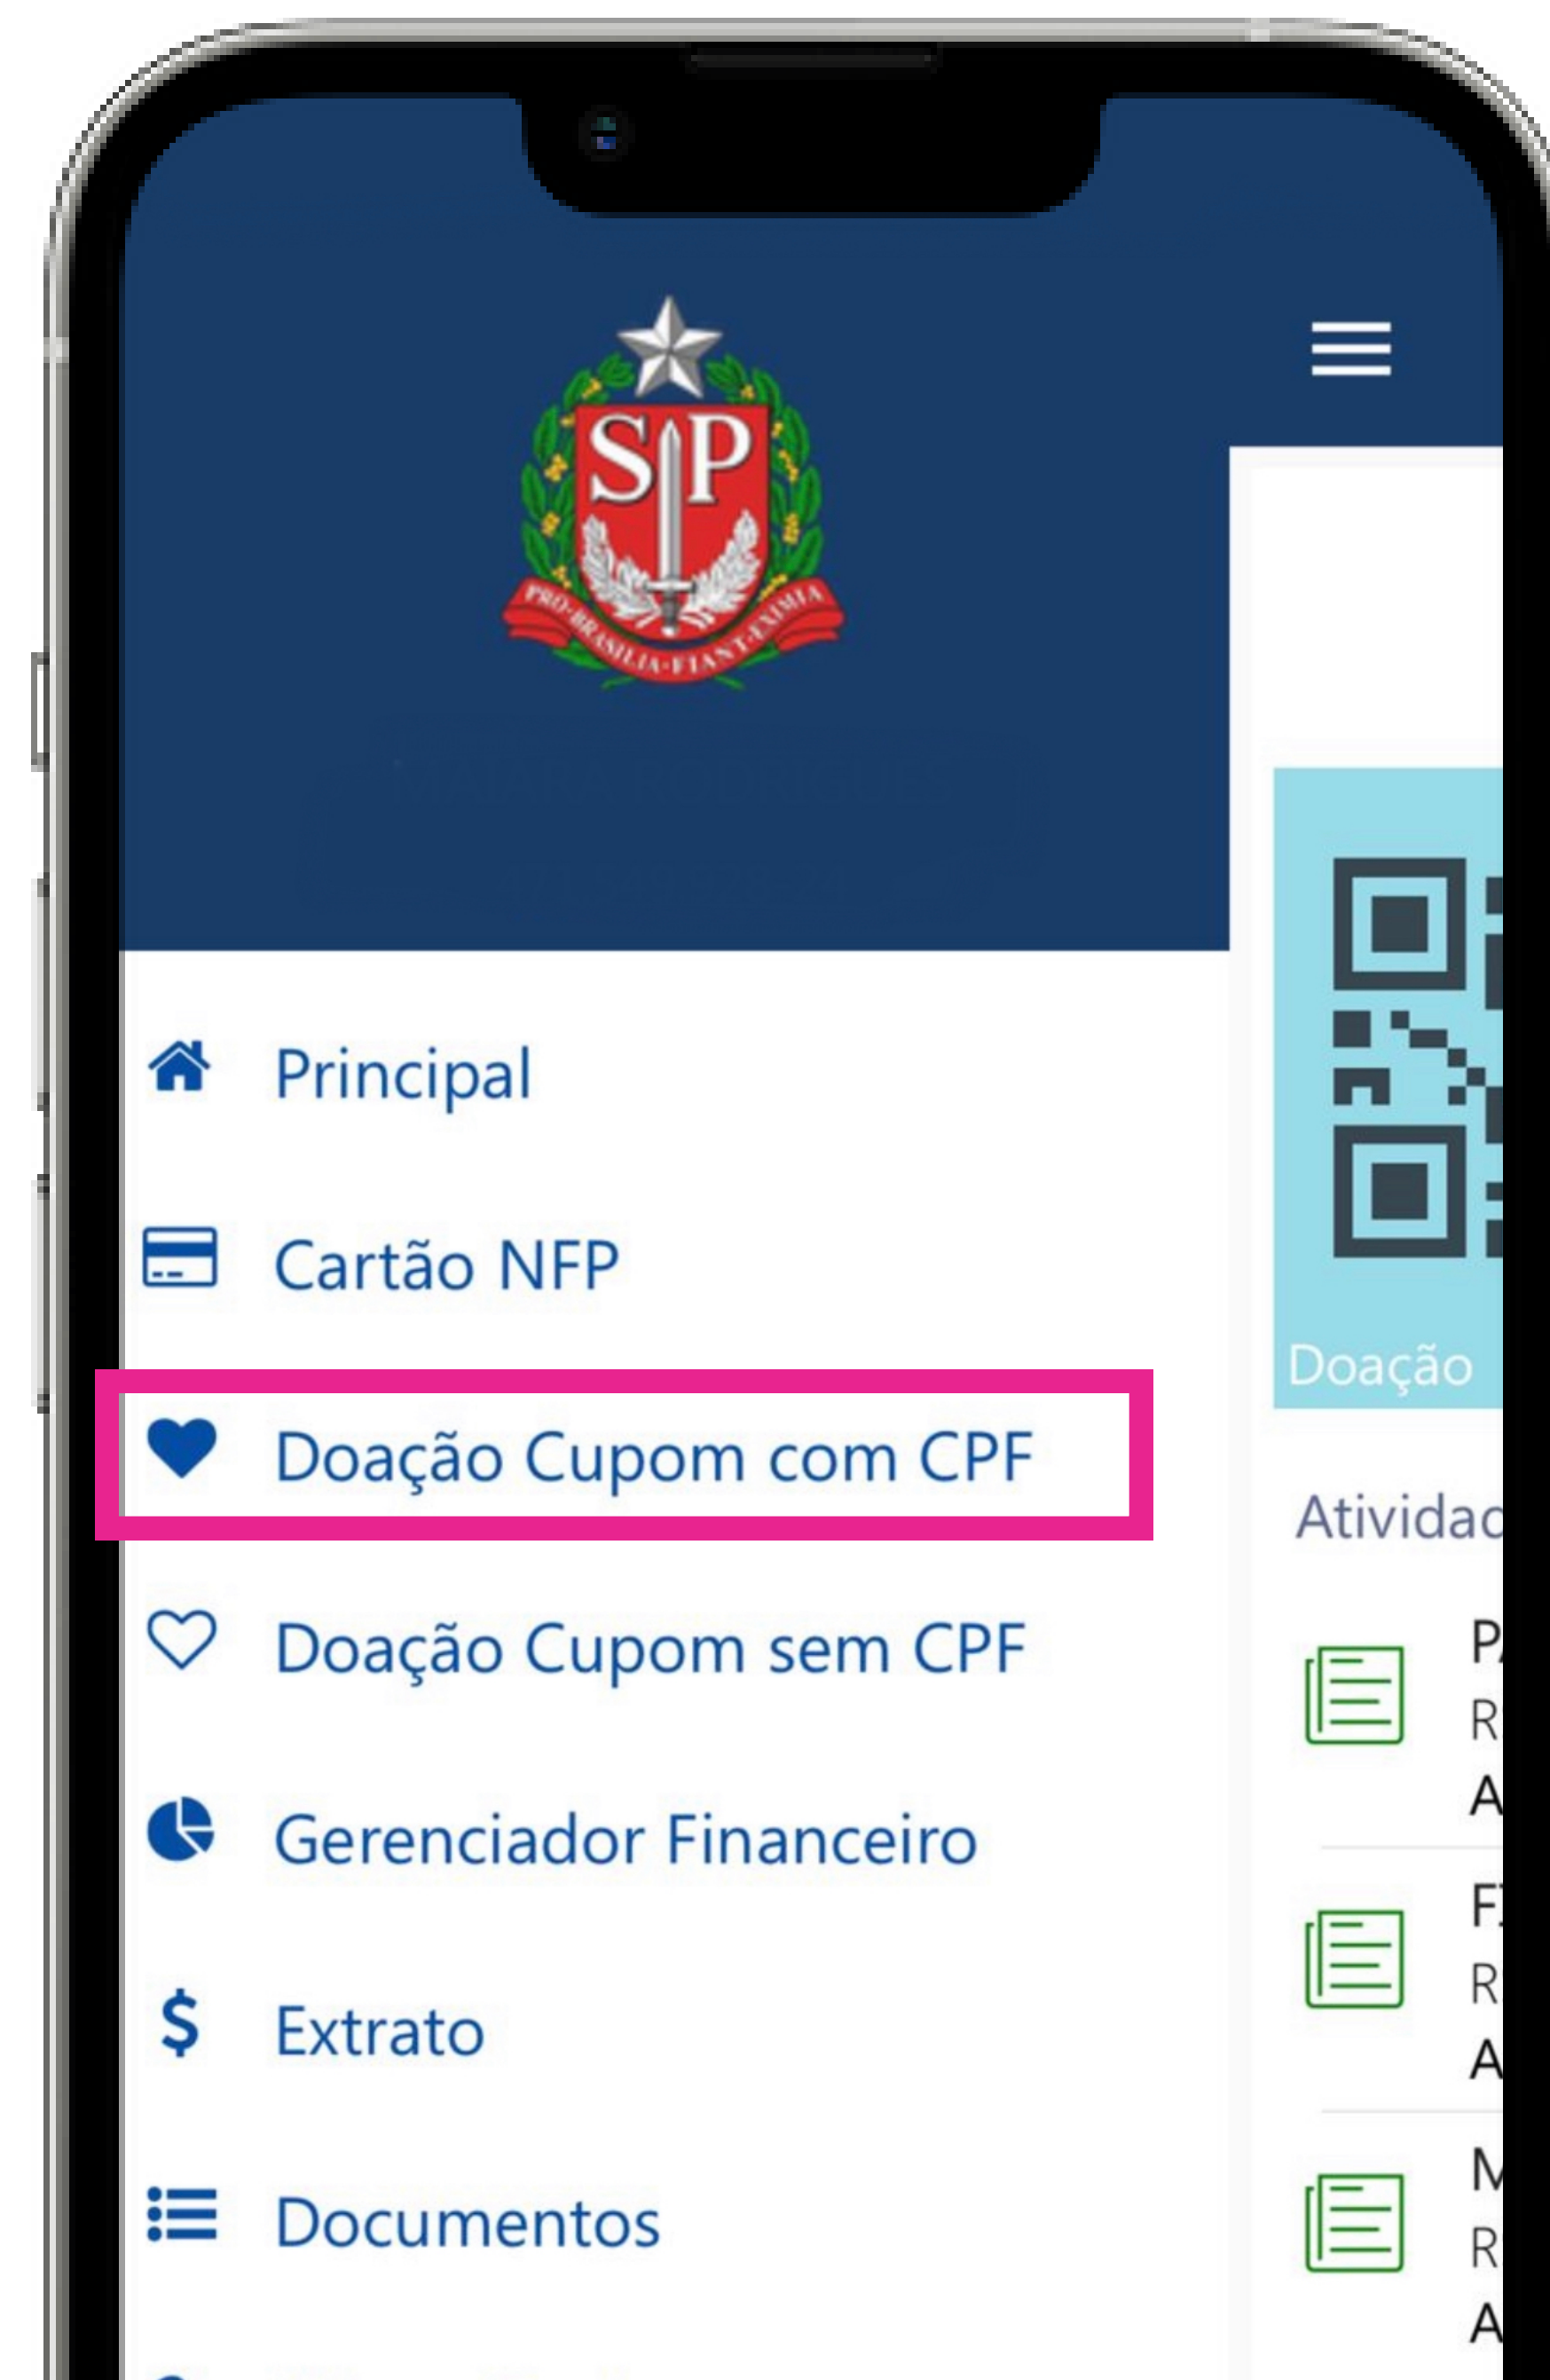 SP
PRO·BRASILIA·FIANT·EXIMIA
Principal
Cartão NFP
Doação Cupom com CPF
Doação Cupom sem CPF
Gerenciador Financeiro
Extrato
Documentos
Doação
R
A
R
A
R
A